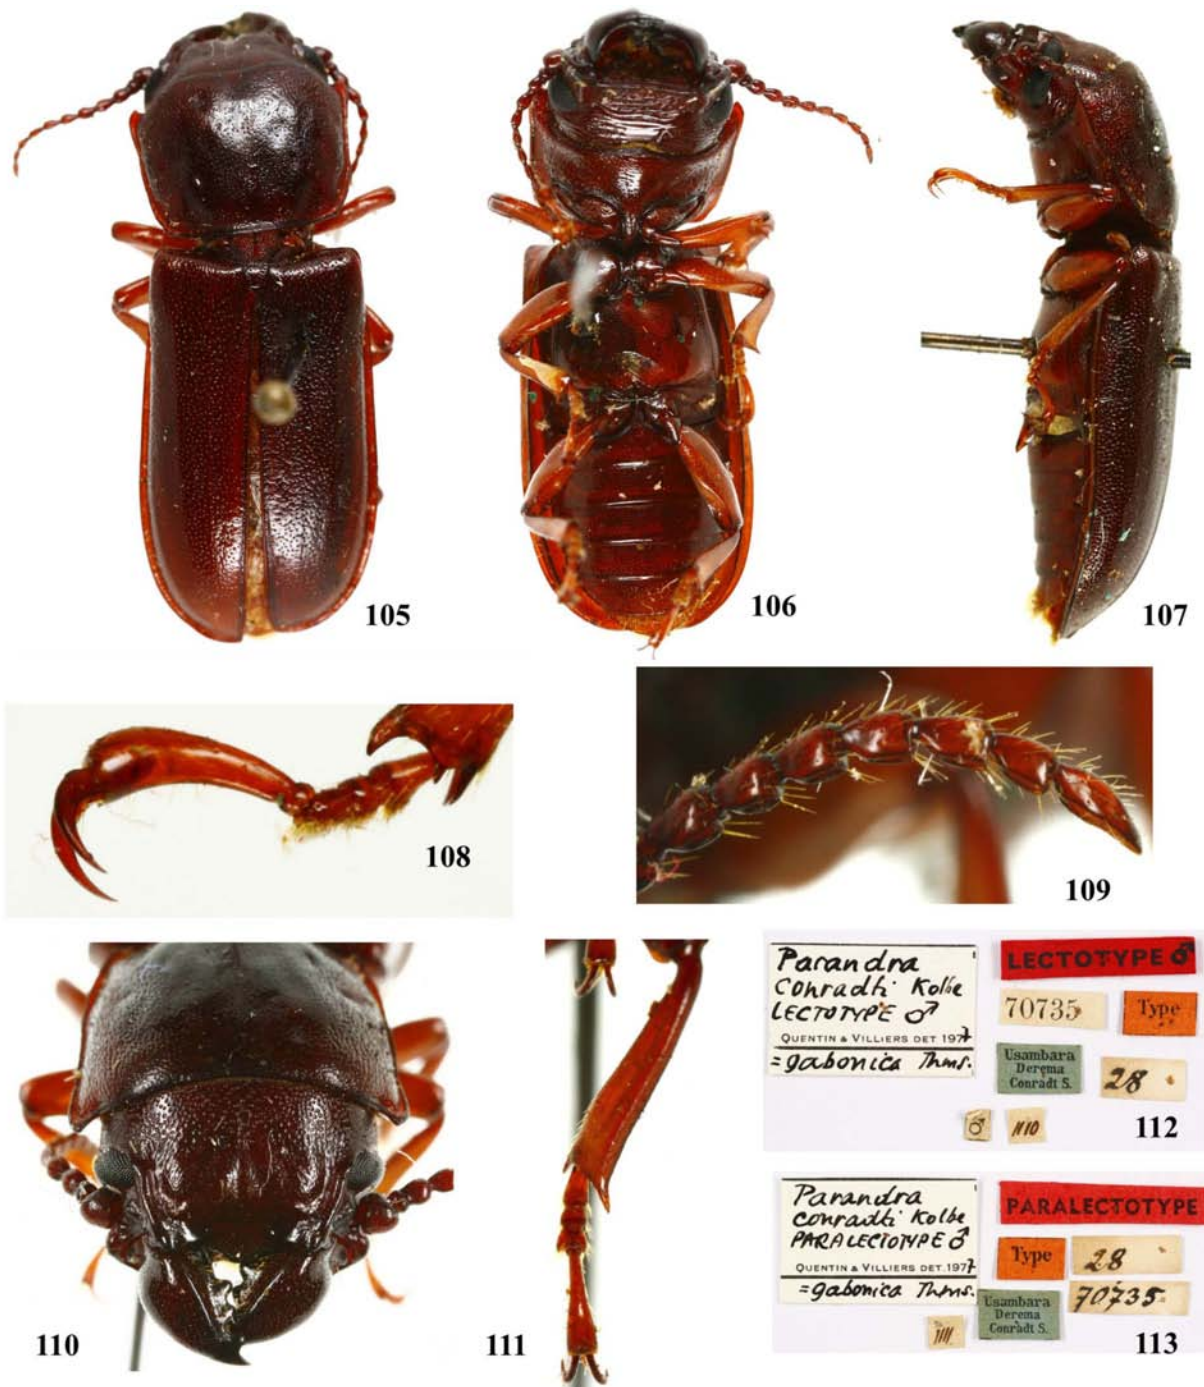 105
106
107
108
109
110
111
Parandra
Conradti Kolbe
LECTOTYPE ♂
QUENTIN & VILLIERS DET 1977
= gabonica Thms.
LECTOTYPE ♂
70735
Type
Usambara
Derema
Conradt S.
28
♂
1110
112
Parandra
conradti Kolbe
PARALECTOTYPE ♂
QUENTIN & VILLIERS DET. 1977
= gabonica Thms.
PARALECTOTYPE
Type
28
70735
Usambara
Derema
Conradt S.
1111
113